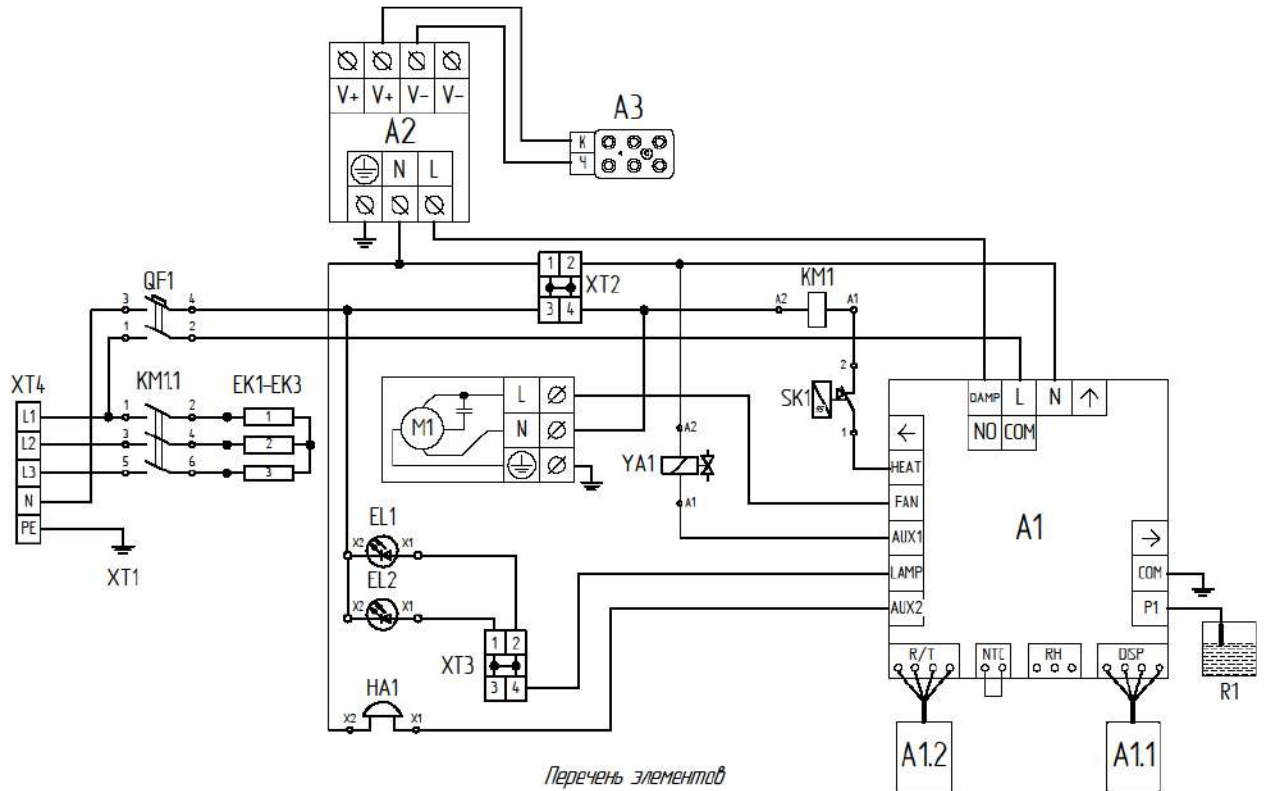 V+ V+ V- V-
A2
N L
A3
К
Ч
QF1
3 4
1 2
1 2
XT2
3 4
KM1
A2 A1
XT4
L1
L2
L3
N
PE
XT1
KM1.1
1 2
3 4
5 6
EK1-EK3
1
2
3
M1
L
N
2
SK1
1
A2
YA1
A1
DAMP L N ↑
NO COM
←
HEAT
FAN
AUX1
LAMP
AUX2
A1
→
COM
P1
R/T NTC RH DISP
R1
A1.2
A1.1
EL1
X2 X1
EL2
X2 X1
1 2
XT3
3 4
HA1
X2 X1
Перечень элементов